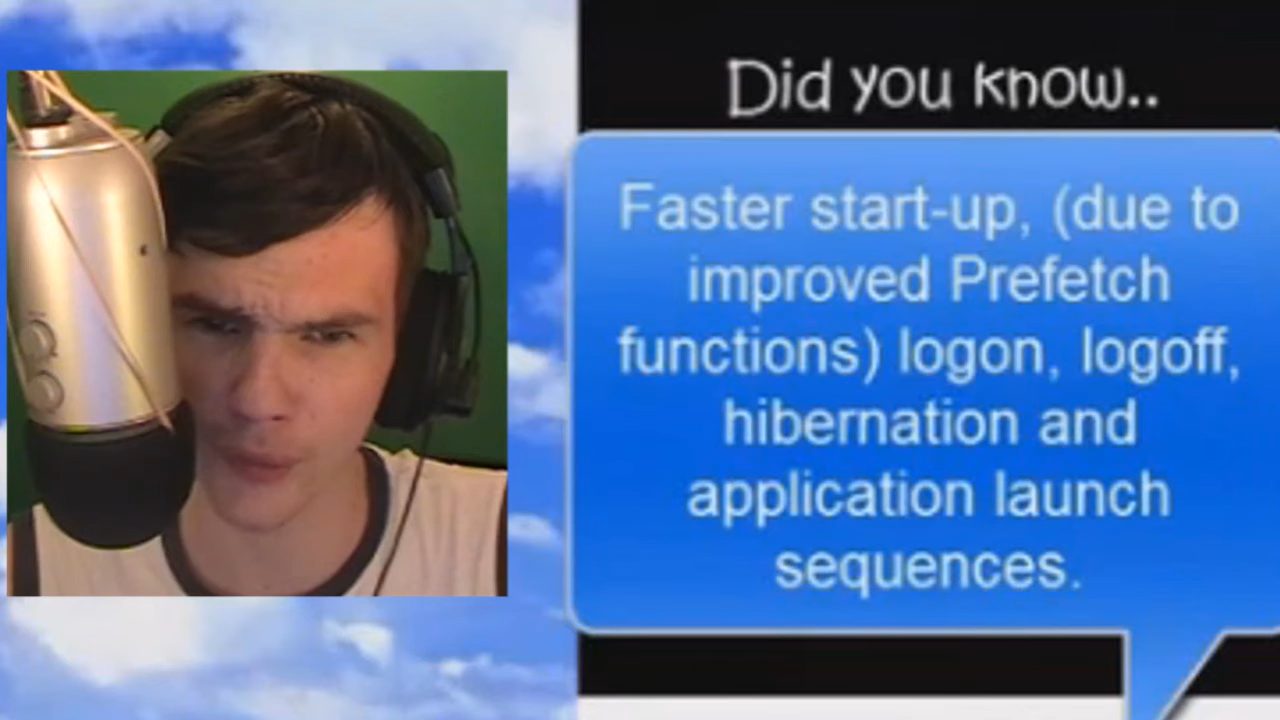 Did you know..
Faster start-up, (due to
improved Prefetch
functions) logon, logoff,
hibernation and
application launch
sequences.